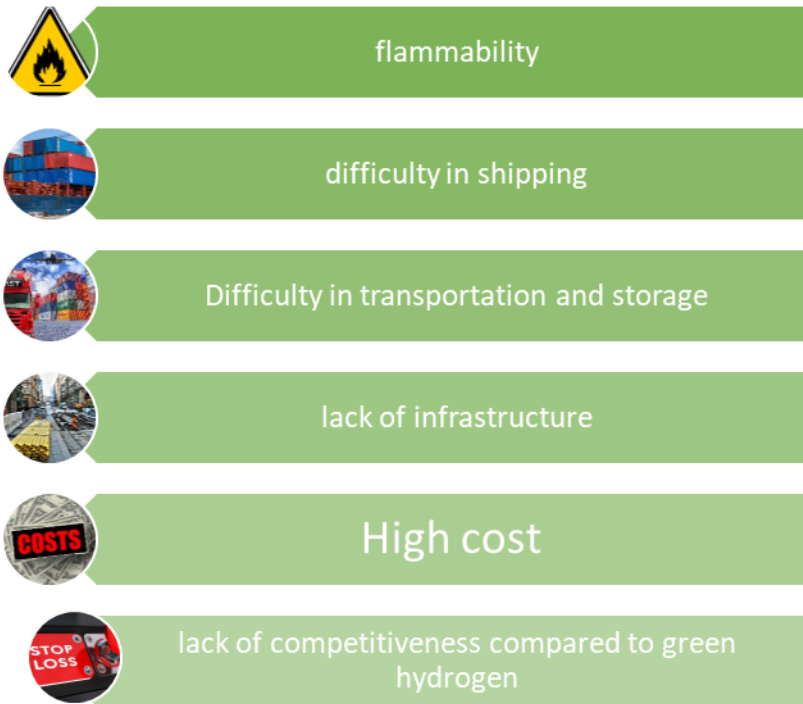 flammability
difficulty in shipping
Difficulty in transportation and storage
lack of infrastructure
COSTS
High cost
STOP
LOSS
lack of competitiveness compared to green
hydrogen